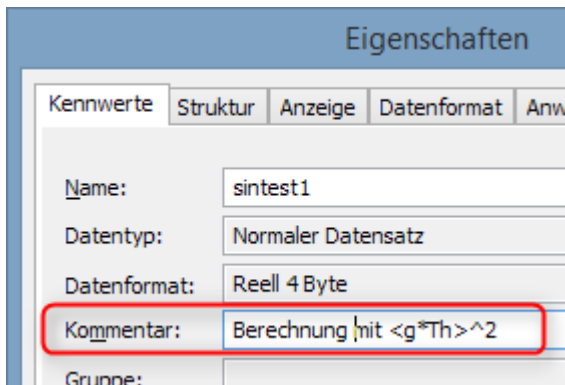 Eigenschaften
Kennwerte Struktur Anzeige Datenformat
Name: sintest1
Datentyp: Normaler Datensatz
Datenformat: Reell 4 Byte
Kommentar: Berechnung mit <g*Th>^2
Gruppe: